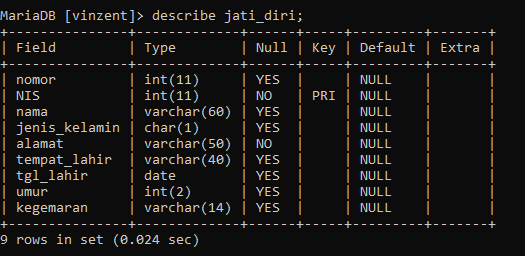 MariaDB [vinzent]> describe jati_diri;
+---------------+-------------+------+-----+---------+-------+
| Field         | Type        | Null | Key | Default | Extra |
+---------------+-------------+------+-----+---------+-------+
| nomor         | int(11)     | YES  |     | NULL    |       |
| NIS           | int(11)     | NO   | PRI | NULL    |       |
| nama          | varchar(60) | YES  |     | NULL    |       |
| jenis_kelamin | char(1)     | YES  |     | NULL    |       |
| alamat        | varchar(50) | NO   |     | NULL    |       |
| tempat_lahir  | varchar(40) | YES  |     | NULL    |       |
| tgl_lahir     | date        | YES  |     | NULL    |       |
| umur          | int(2)      | YES  |     | NULL    |       |
| kegemaran     | varchar(14) | YES  |     | NULL    |       |
+---------------+-------------+------+-----+---------+-------+
9 rows in set (0.024 sec)